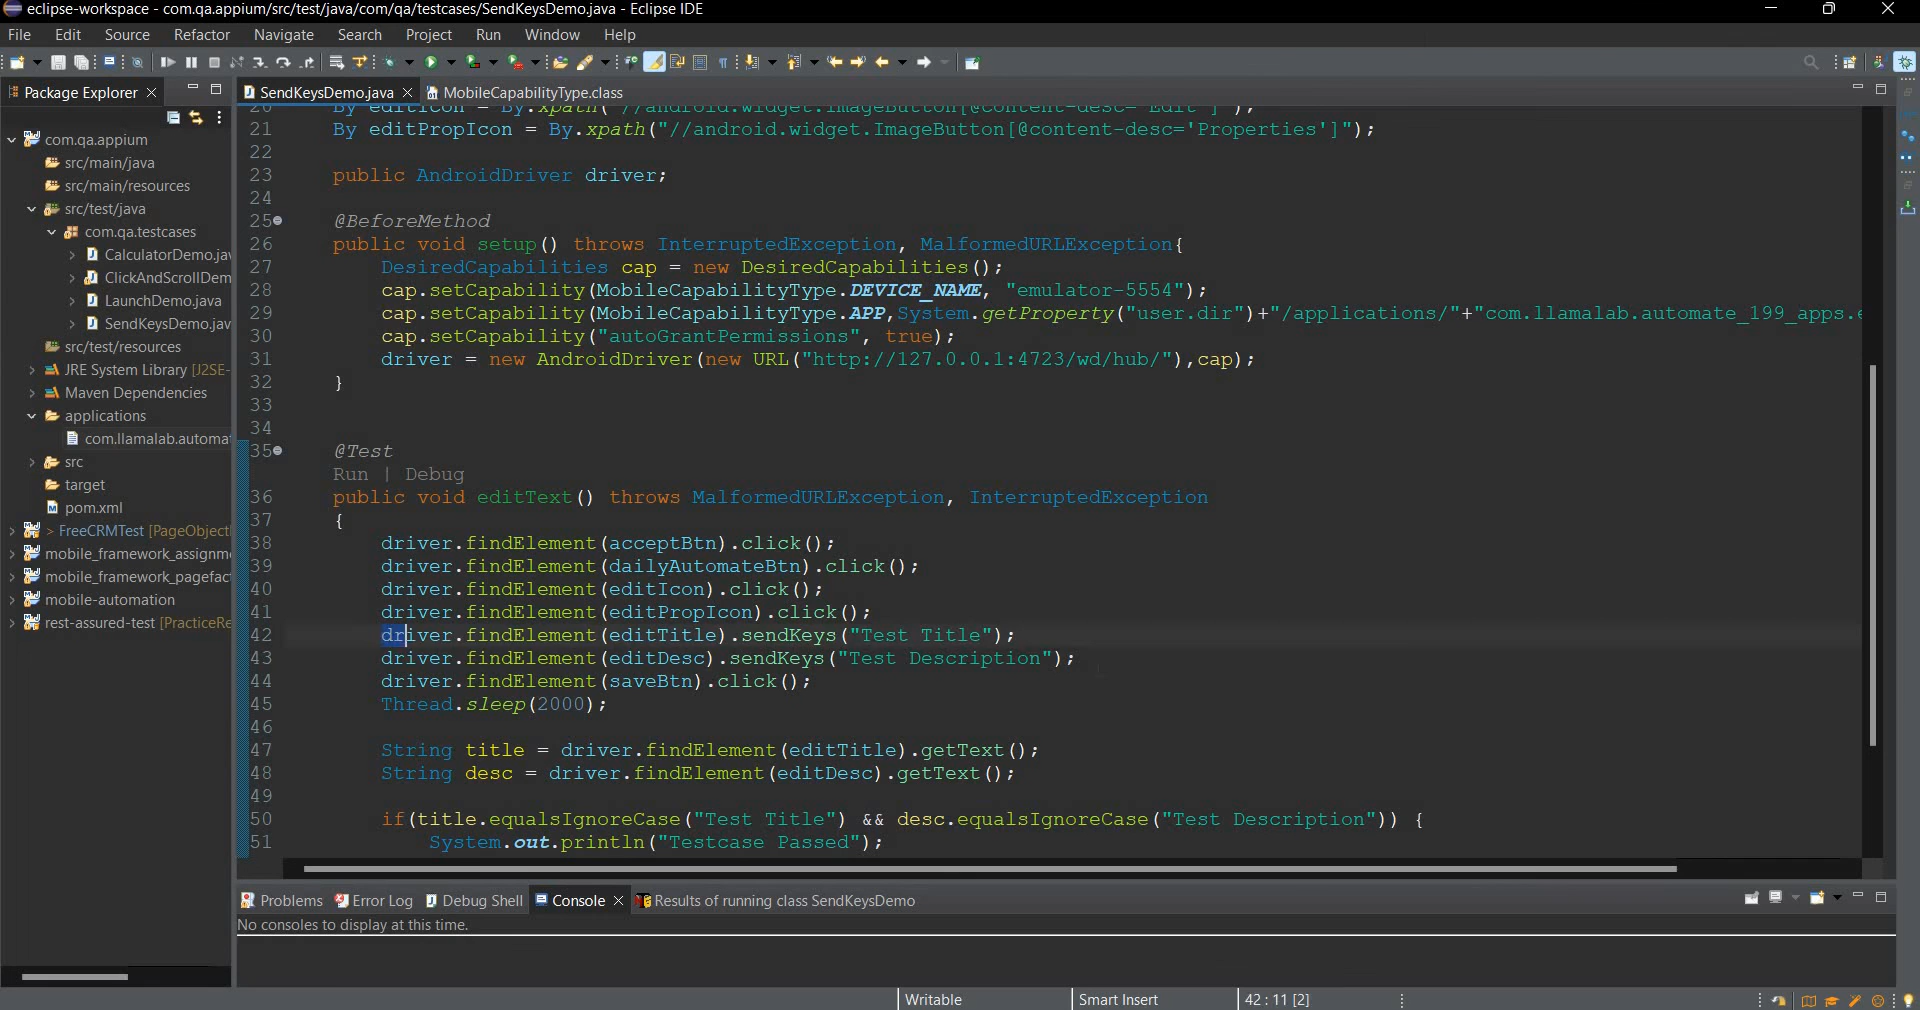 eclipse-workspace - com.qa.appium/src/test/java/com/qa/testcases/SendKeysDemo.java - Eclipse IDE
File Edit Source Refactor Navigate Search Project Run Window Help
Package Explorer
SendKeysDemo.java MobileCapabilityType.class
com.qa.appium
src/main/java
src/main/resources
src/test/java
com.qa.testcases
CalculatorDemo.jav
ClickAndScrollDem
LaunchDemo.java
SendKeysDemo.jav
src/test/resources
JRE System Library [J2SE-
Maven Dependencies
applications
com.llamalab.automat
src
target
pom.xml
> FreeCRMTest [PageObject
mobile_framework_assignm
mobile_framework_pagefac
mobile-automation
rest-assured-test [PracticeRe
20 By editIcon = By.xpath("//android.widget.ImageButton[@content-desc='Edit']");
21 By editPropIcon = By.xpath("//android.widget.ImageButton[@content-desc='Properties']");
22
23 public AndroidDriver driver;
24
25 @BeforeMethod
26 public void setup() throws InterruptedException, MalformedURLException{
27 DesiredCapabilities cap = new DesiredCapabilities();
28 cap.setCapability(MobileCapabilityType.DEVICE_NAME, "emulator-5554");
29 cap.setCapability(MobileCapabilityType.APP,System.getProperty("user.dir")+"/applications/"+"com.llamalab.automate_199_apps.e
30 cap.setCapability("autoGrantPermissions", true);
31 driver = new AndroidDriver(new URL("http://127.0.0.1:4723/wd/hub/"),cap);
32 }
33
34
35 @Test
Run | Debug
36 public void editText() throws MalformedURLException, InterruptedException
37 {
38 driver.findElement(acceptBtn).click();
39 driver.findElement(dailyAutomateBtn).click();
40 driver.findElement(editIcon).click();
41 driver.findElement(editPropIcon).click();
42 driver.findElement(editTitle).sendKeys("Test Title");
43 driver.findElement(editDesc).sendKeys("Test Description");
44 driver.findElement(saveBtn).click();
45 Thread.sleep(2000);
46
47 String title = driver.findElement(editTitle).getText();
48 String desc = driver.findElement(editDesc).getText();
49
50 if(title.equalsIgnoreCase("Test Title") && desc.equalsIgnoreCase("Test Description")) {
51 System.out.println("Testcase Passed");
Problems Error Log Debug Shell Console Results of running class SendKeysDemo
No consoles to display at this time.
Writable Smart Insert 42 : 11 [2]